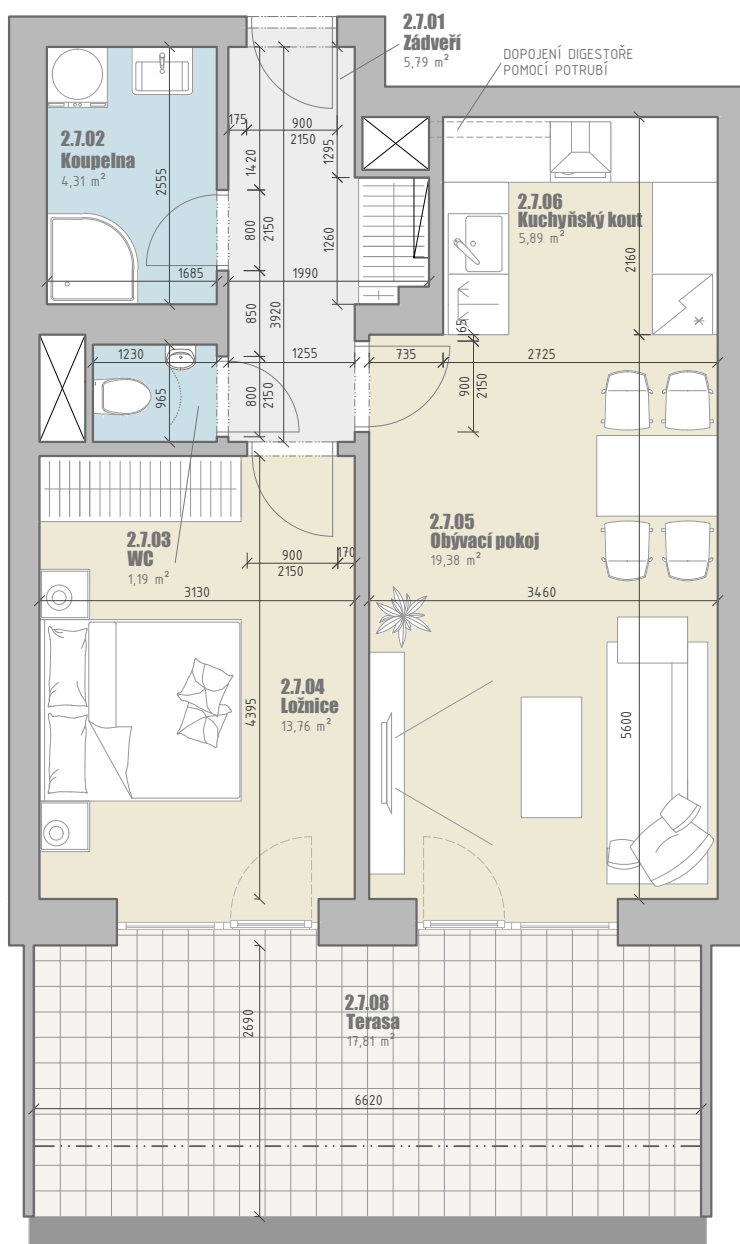 2.7.01
Zádveří
5,79 m²
DOPOJENÍ DIGESTOŘE
POMOCÍ POTRUBÍ
175
900
2150
2.7.02
Koupelna
4,31 m²
2555
1420
1295
2.7.06
Kuchyňský kout
5,89 m²
800
2150
1260
2160
1685
1990
850
3920
165
1230
1255
735
2725
965
800
2150
900
2150
2.7.03
WC
1,19 m²
2.7.05
Obývací pokoj
19,38 m²
900
2150
170
3130
3460
2.7.04
Ložnice
13,76 m²
4395
5600
2.7.08
Terasa
17,81 m²
2690
6620